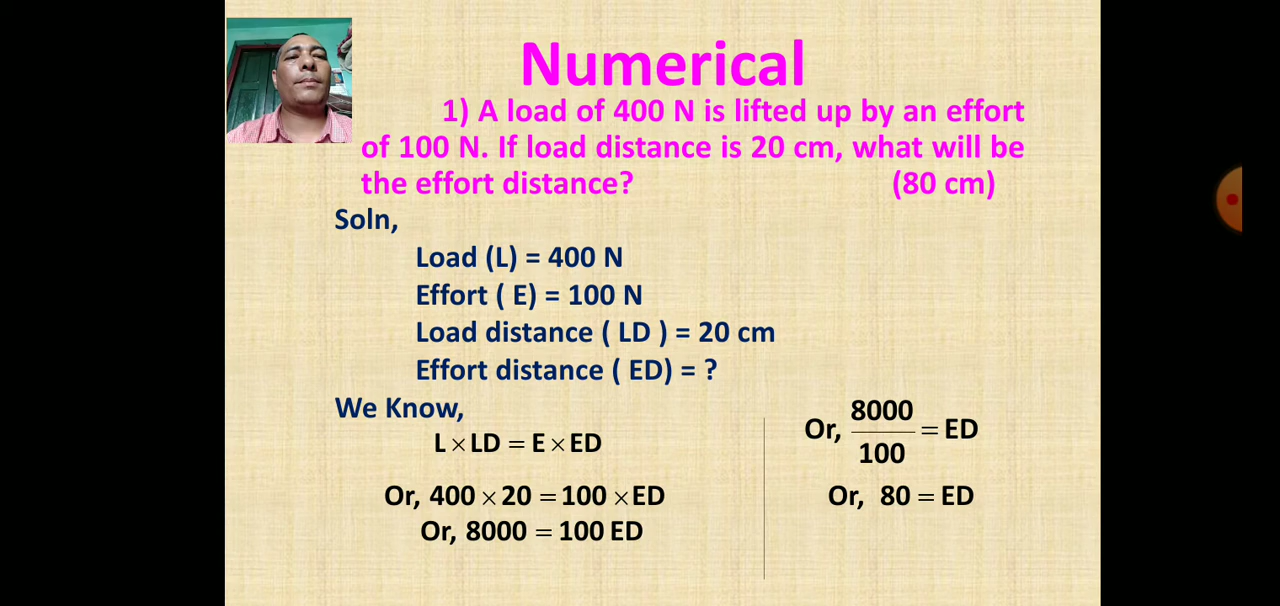 Numerical
1) A load of 400 N is lifted up by an effort
of 100 N. If load distance is 20 cm, what will be
the effort distance? (80 cm)
Soln,
Load (L) = 400 N
Effort ( E) = 100 N
Load distance ( LD ) = 20 cm
Effort distance ( ED) = ?
We Know,
L × LD = E × ED
Or, 400 × 20 = 100 × ED
Or, 8000 = 100 ED
Or, 8000/100 = ED
Or, 80 = ED